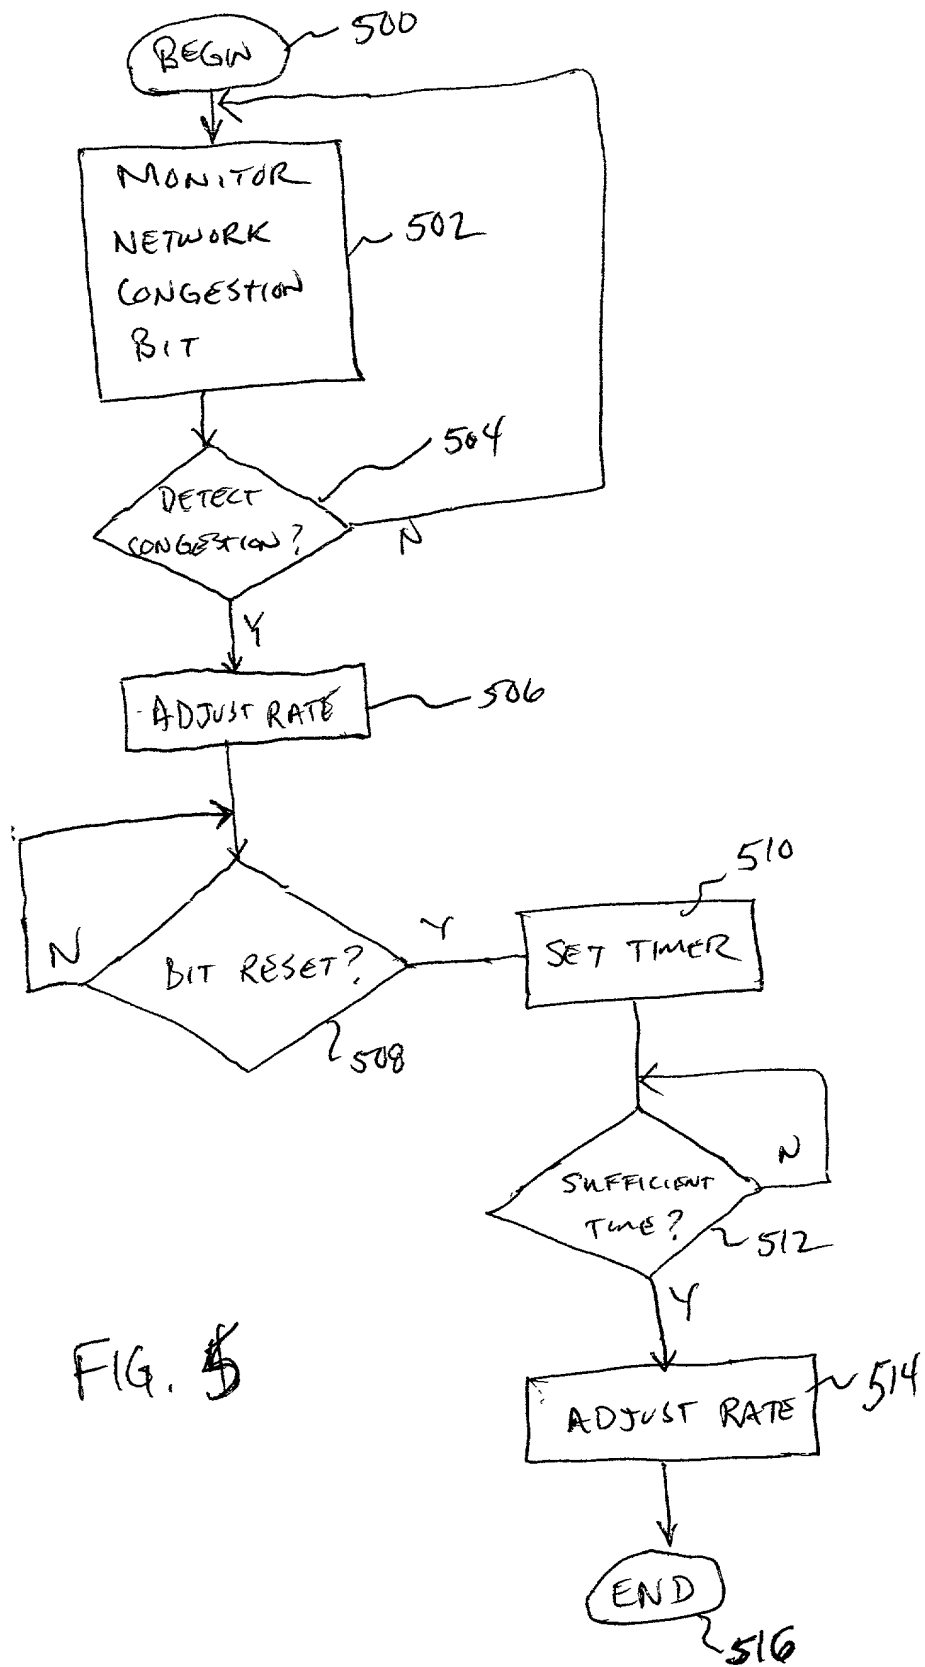 BEGIN
500
MONITOR
NETWORK
CONGESTION
BIT
502
504
DETECT
CONGESTION?
N
Y
ADJUST RATE
506
510
SET TIMER
Y
N
BIT RESET?
508
N
SUFFICIENT
TIME?
512
Y
FIG. 5
514
ADJUST RATE
END
516